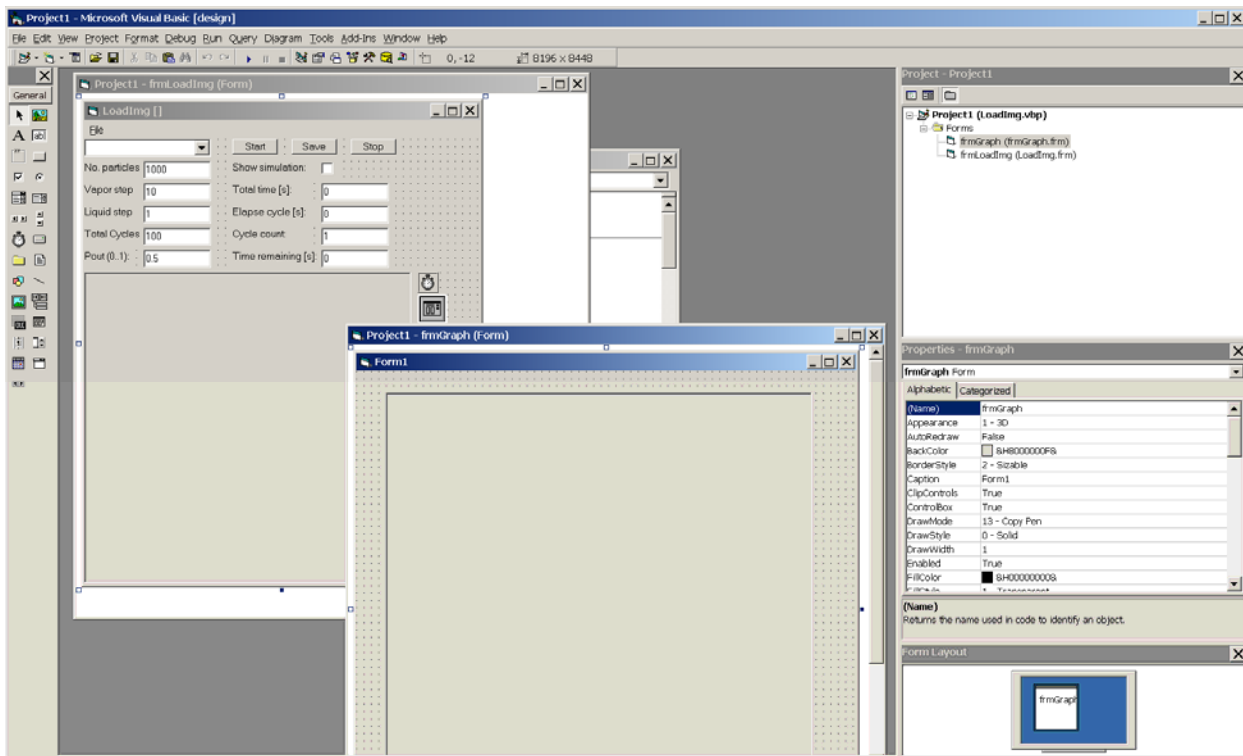 Project1 - Microsoft Visual Basic [design]
File Edit View Project Format Debug Run Query Diagram Tools Add-Ins Window Help
0,-12 8196 x 8448
General
Project1 - frmLoadImg (Form)
LoadImg []
File
Start Save Stop
No. particles 1000 Show simulation:
Vapor step 10 Total time [s]: 0
Liquid step 1 Elapse cycle [s]: 0
Total Cycles 100 Cycle count: 1
Pout (0..1): 0.5 Time remaining [s]: 0
Project1 - frmGraph (Form)
Form1
Project - Project1
Project1 (LoadImg.vbp)
Forms
frmGraph (frmGraph.frm)
frmLoadImg (LoadImg.frm)
Properties - frmGraph
frmGraph Form
Alphabetic Categorized
(Name) frmGraph
Appearance 1 - 3D
AutoRedraw False
BackColor &H8000000F&
BorderStyle 2 - Sizable
Caption Form1
ClipControls True
ControlBox True
DrawMode 13 - Copy Pen
DrawStyle 0 - Solid
DrawWidth 1
Enabled True
FillColor &H00000000&
FillStyle 1 - Transparent
(Name)
Returns the name used in code to identify an object.
Form Layout
frmGraph